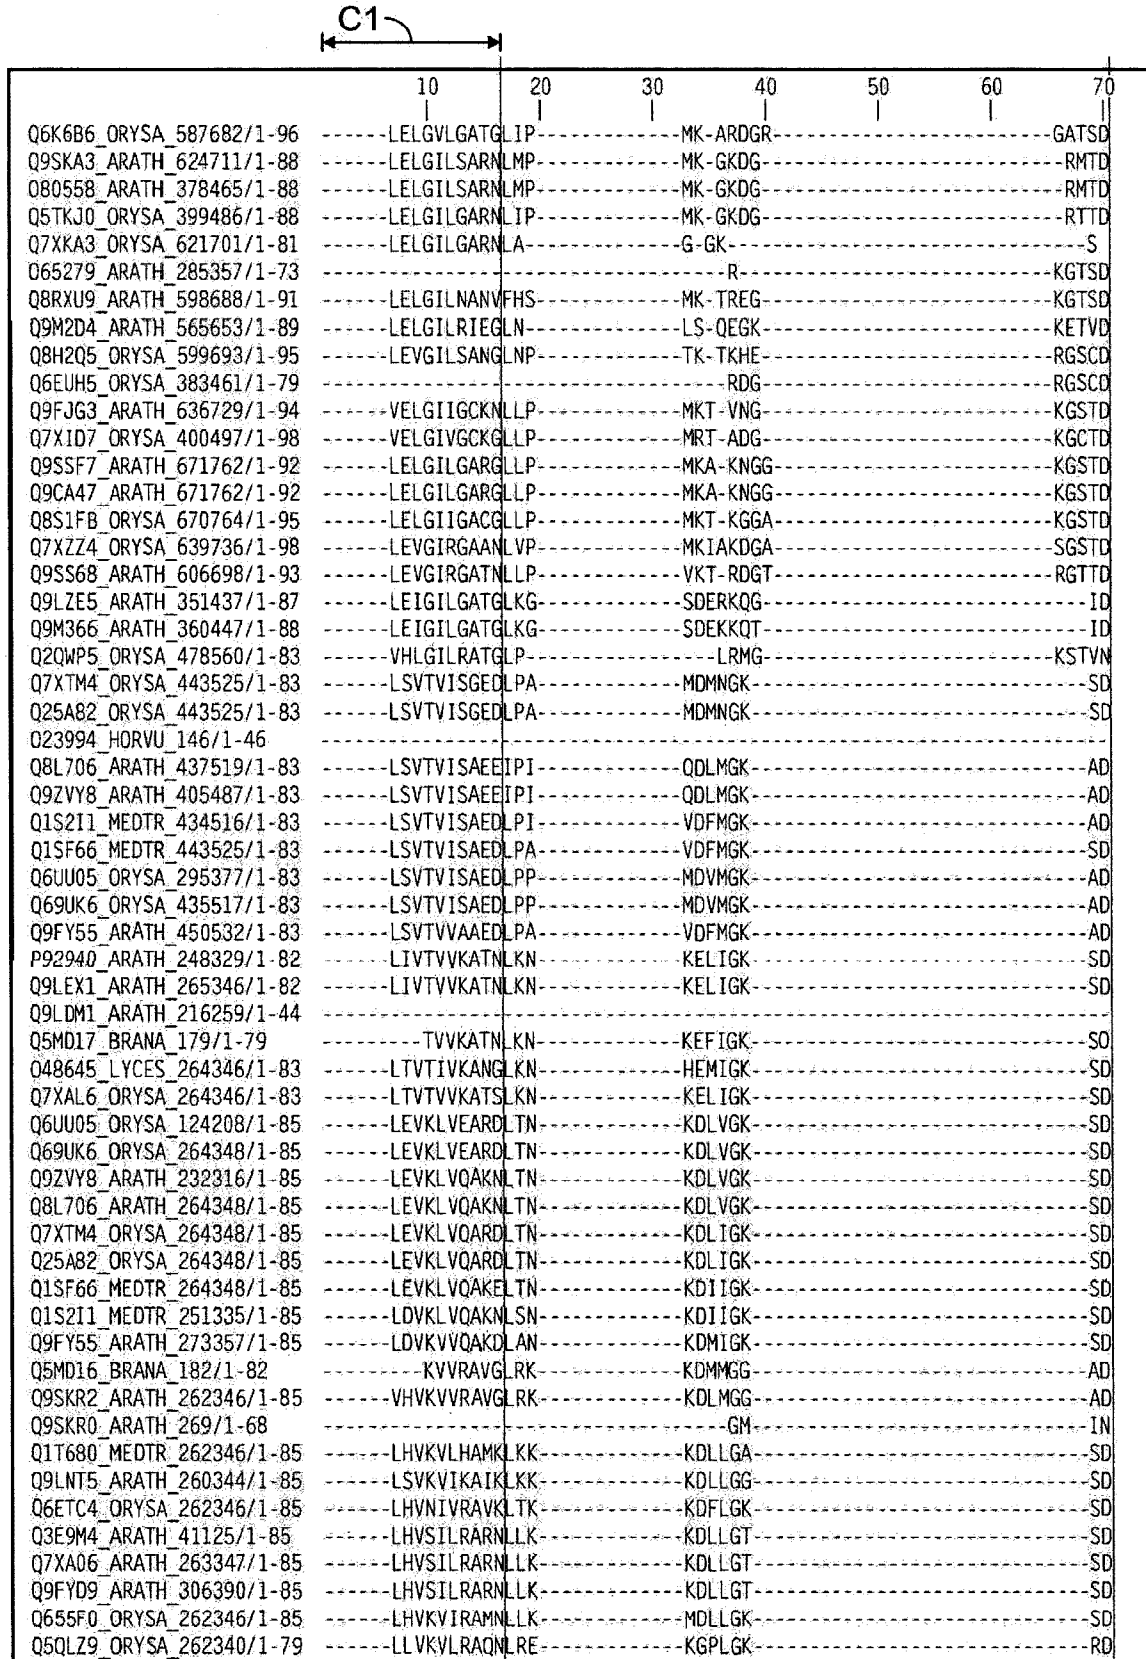 C1
10 20 30 40 50 60 70
Q6K6B6_ORYSA_587682/1-96 ------LELGVLGATGLIP-------------MK-ARDGR-------------------------GATSD
Q9SKA3_ARATH_624711/1-88 ------LELGILSARNLMP-------------MK-GKDG---------------------------RMTD
O80558_ARATH_378465/1-88 ------LELGILSARNLMP-------------MK-GKDG---------------------------RMTD
Q5TKJ0_ORYSA_399486/1-88 ------LELGILGARNLIP-------------MK-GKDG---------------------------RTTD
Q7XKA3_ORYSA_621701/1-81 ------LELGILGARNLA--------------G-GK--------------------------------S
O65279_ARATH_285357/1-73 ------------------------------------R----------------------------KGTSD
Q8RXU9_ARATH_598688/1-91 ------LELGILNANVFHS-------------MK-TREG--------------------------KGTSD
Q9M2D4_ARATH_565653/1-89 ------LELGILRIEGLN--------------LS-QEGK--------------------------KETVD
Q8H2Q5_ORYSA_599693/1-95 ------LEVGILSANGLNP-------------TK-TKHE--------------------------RGSCD
Q6EUH5_ORYSA_383461/1-79 ------------------------------------RDG--------------------------RGSCD
Q9FJG3_ARATH_636729/1-94 ------VELGIIGCKNLLP-------------MKT-VNG--------------------------KGSTD
Q7XID7_ORYSA_400497/1-98 ------VELGIVGCKGLLP-------------MRT-ADG--------------------------KGCTD
Q9SSF7_ARATH_671762/1-92 ------LELGILGARGLLP-------------MKA-KNGG-------------------------KGSTD
Q9CA47_ARATH_671762/1-92 ------LELGILGARGLLP-------------MKA-KNGG-------------------------KGSTD
Q8S1FB_ORYSA_670764/1-95 ------LELGIIGACGLLP-------------MKT-KGGA-------------------------KGSTD
Q7XZZ4_ORYSA_639736/1-98 ------LEVGIRGAANLVP-------------MKIAKDGA-------------------------SGSTD
Q9SS68_ARATH_606698/1-93 ------LEVGIRGATNLLP-------------VKT-RDGT-------------------------RGTTD
Q9LZE5_ARATH_351437/1-87 ------LEIGILGATGLKG-------------SDERKQG-----------------------------ID
Q9M366_ARATH_360447/1-88 ------LEIGILGATGLKG-------------SDEKKQT-----------------------------ID
Q2QWP5_ORYSA_478560/1-83 ------VHLGILRATGLP-----------------LRMG--------------------------KSTVN
Q7XTM4_ORYSA_443525/1-83 ------LSVTVISGEDLPA-------------MDMNGK------------------------------SD
Q25A82_ORYSA_443525/1-83 ------LSVTVISGEDLPA-------------MDMNGK------------------------------SD
O23994_HORVU_146/1-46 ----------------------------------------------------------------------
Q8L706_ARATH_437519/1-83 ------LSVTVISAEEIPI-------------QDLMGK------------------------------AD
Q9ZVY8_ARATH_405487/1-83 ------LSVTVISAEEIPI-------------QDLMGK------------------------------AD
Q1S2I1_MEDTR_434516/1-83 ------LSVTVISAEDLPI-------------VDFMGK------------------------------AD
Q1SF66_MEDTR_443525/1-83 ------LSVTVISAEDLPA-------------VDFMGK------------------------------SD
Q6UU05_ORYSA_295377/1-83 ------LSVTVISAEDLPP-------------MDVMGK------------------------------AD
Q69UK6_ORYSA_435517/1-83 ------LSVTVISAEDLPP-------------MDVMGK------------------------------AD
Q9FY55_ARATH_450532/1-83 ------LSVTVVAAEDLPA-------------VDFMGK------------------------------AD
P92940_ARATH_248329/1-82 ------LIVTVVKATNLKN-------------KELIGK------------------------------SD
Q9LEX1_ARATH_265346/1-82 ------LIVTVVKATNLKN-------------KELIGK------------------------------SD
Q9LDM1_ARATH_216259/1-44 ----------------------------------------------------------------------
Q5MD17_BRANA_179/1-79 ---------TVVKATNLKN-------------KEFIGK------------------------------SO
O48645_LYCES_264346/1-83 ------LTVTIVKANGLKN-------------HEMIGK------------------------------SD
Q7XAL6_ORYSA_264346/1-83 ------LTVTVVKATSLKN-------------KELIGK------------------------------SD
Q6UU05_ORYSA_124208/1-85 ------LEVKLVEARDLTN-------------KDLVGK------------------------------SD
Q69UK6_ORYSA_264348/1-85 ------LEVKLVEARDLTN-------------KDLVGK------------------------------SD
Q9ZVY8_ARATH_232316/1-85 ------LEVKLVQAKNLTN-------------KDLVGK------------------------------SD
Q8L706_ARATH_264348/1-85 ------LEVKLVQAKNLTN-------------KDLVGK------------------------------SD
Q7XTM4_ORYSA_264348/1-85 ------LEVKLVQARDLTN-------------KDLIGK------------------------------SD
Q25A82_ORYSA_264348/1-85 ------LEVKLVQARDLTN-------------KDLIGK------------------------------SD
Q1SF66_MEDTR_264348/1-85 ------LEVKLVQAKELTN-------------KDIIGK------------------------------SD
Q1S2I1_MEDTR_251335/1-85 ------LDVKLVQAKNLSN-------------KDIIGK------------------------------SD
Q9FY55_ARATH_273357/1-85 ------LDVKVVQAKDLAN-------------KDMIGK------------------------------SD
Q5MD16_BRANA_182/1-82 ---------KVVRAVGLRK-------------KDMMGG------------------------------AD
Q9SKR2_ARATH_262346/1-85 ------VHVKVVRAVGLRK-------------KDLMGG------------------------------AD
Q9SKR0_ARATH_269/1-68 ------------------------------------GM------------------------------IN
Q1T680_MEDTR_262346/1-85 ------LHVKVLHAMKLKK-------------KDLLGA------------------------------SD
Q9LNT5_ARATH_260344/1-85 ------LSVKVIKAIKLKK-------------KDLLGG------------------------------SD
Q6ETC4_ORYSA_262346/1-85 ------LHVNIVRAVKLTK-------------KDFLGK------------------------------SD
Q3E9M4_ARATH_41125/1-85 ------LHVSILRARNLLK-------------KDLLGT------------------------------SD
Q7XA06_ARATH_263347/1-85 ------LHVSILRARNLLK-------------KDLLGT------------------------------SD
Q9FYD9_ARATH_306390/1-85 ------LHVSILRARNLLK-------------KDLLGT------------------------------SD
Q655F0_ORYSA_262346/1-85 ------LHVKVIRAMNLLK-------------MDLLGK------------------------------SD
Q5QLZ9_ORYSA_262340/1-79 ------LLVKVLRAQNLRE-------------KGPLGK------------------------------RD